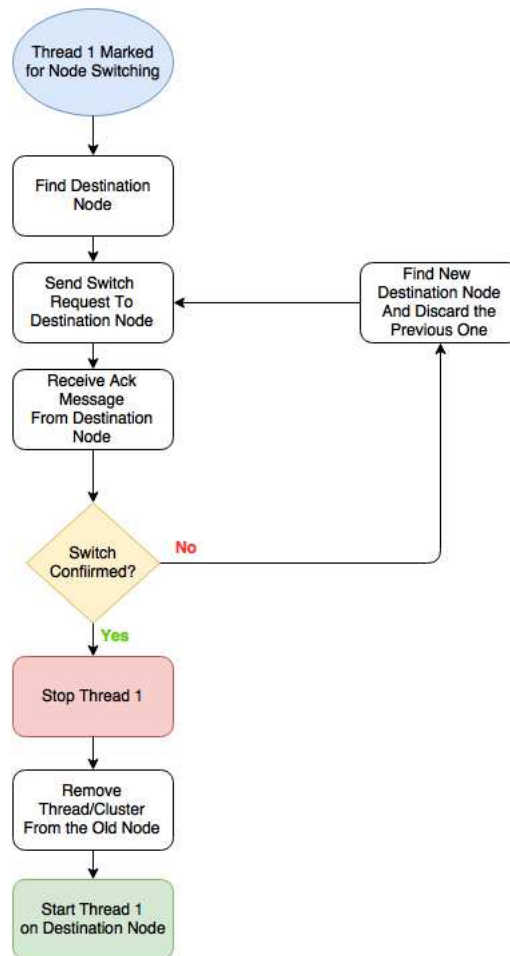 Thread 1 Marked
for Node Switching
Find Destination
Node
Send Switch
Request To
Destination Node
Find New
Destination Node
And Discard the
Previous One
Receive Ack
Message
From Destination
Node
Switch
Confiirmed?
No
Yes
Stop Thread 1
Remove
Thread/Cluster
From the Old Node
Start Thread 1
on Destination Node